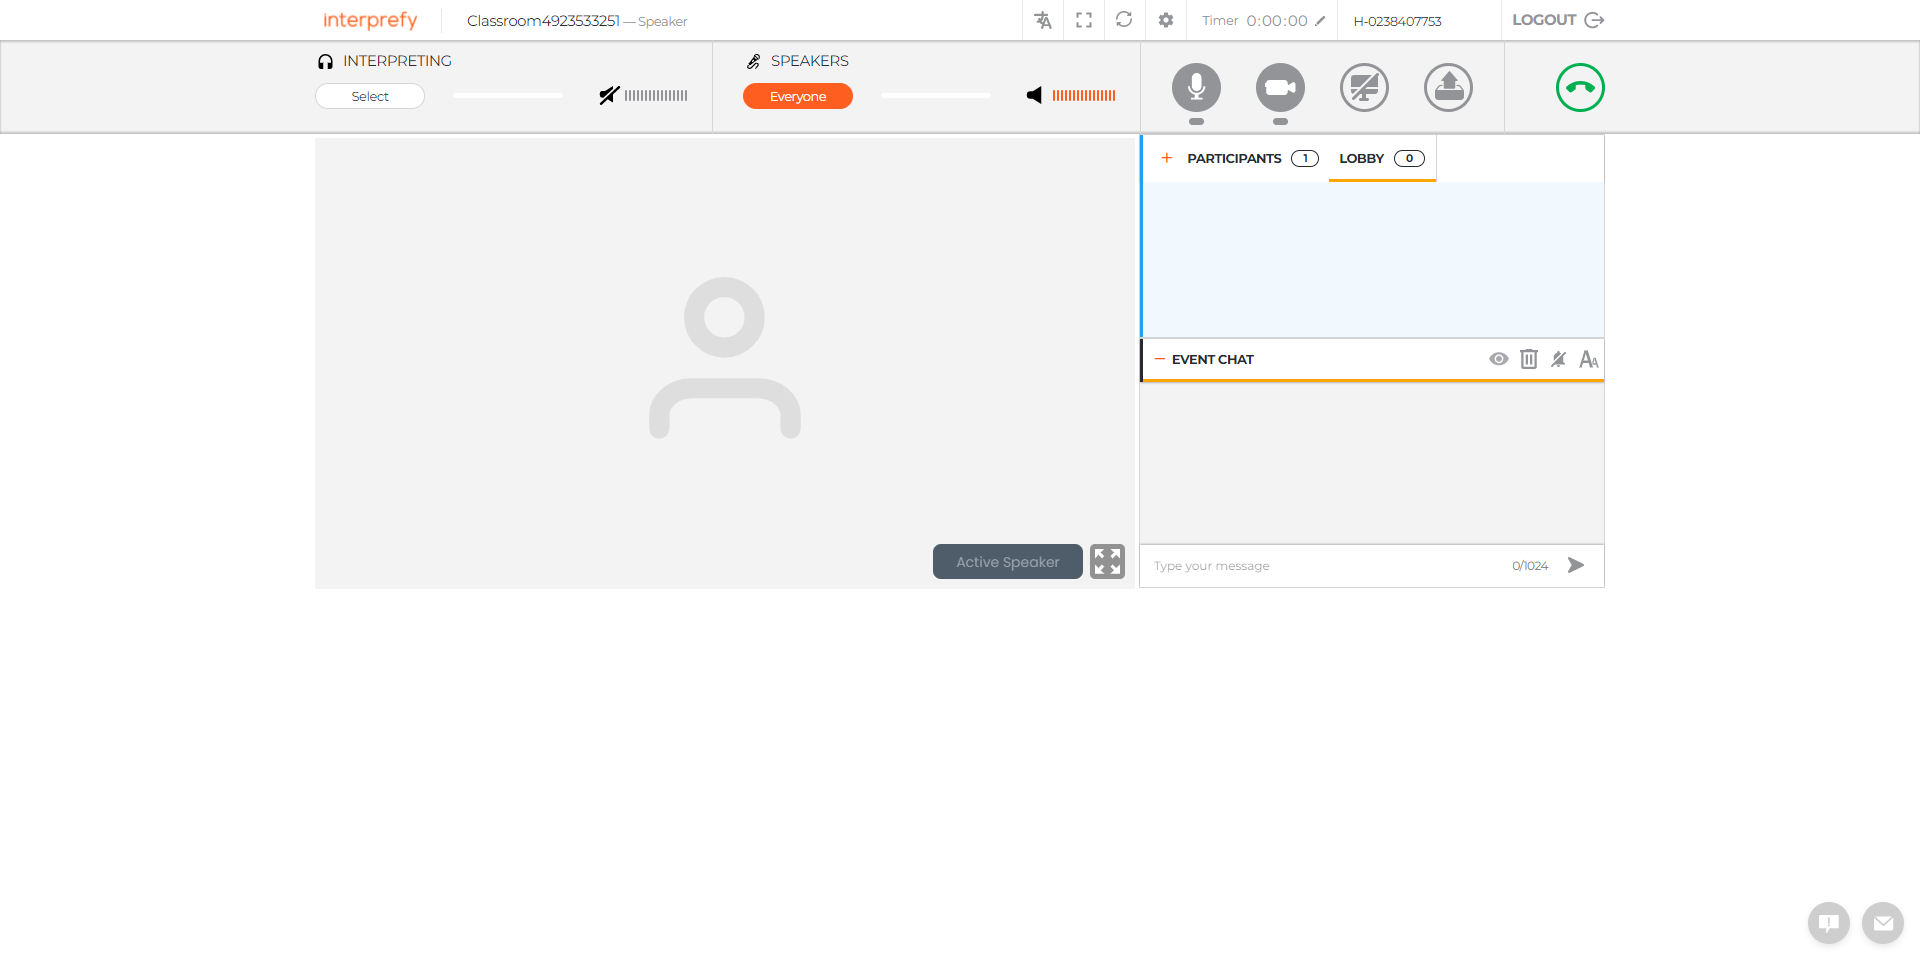 interprefy Classroom4923533251 — Speaker Timer 0:00:00 H-0238407753 LOGOUT
INTERPRETING SPEAKERS
Select Everyone
PARTICIPANTS 1 LOBBY 0
EVENT CHAT
Active Speaker
Type your message 0/1024